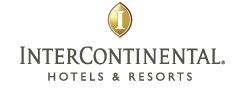 I
INTERCONTINENTAL®
HOTELS & RESORTS